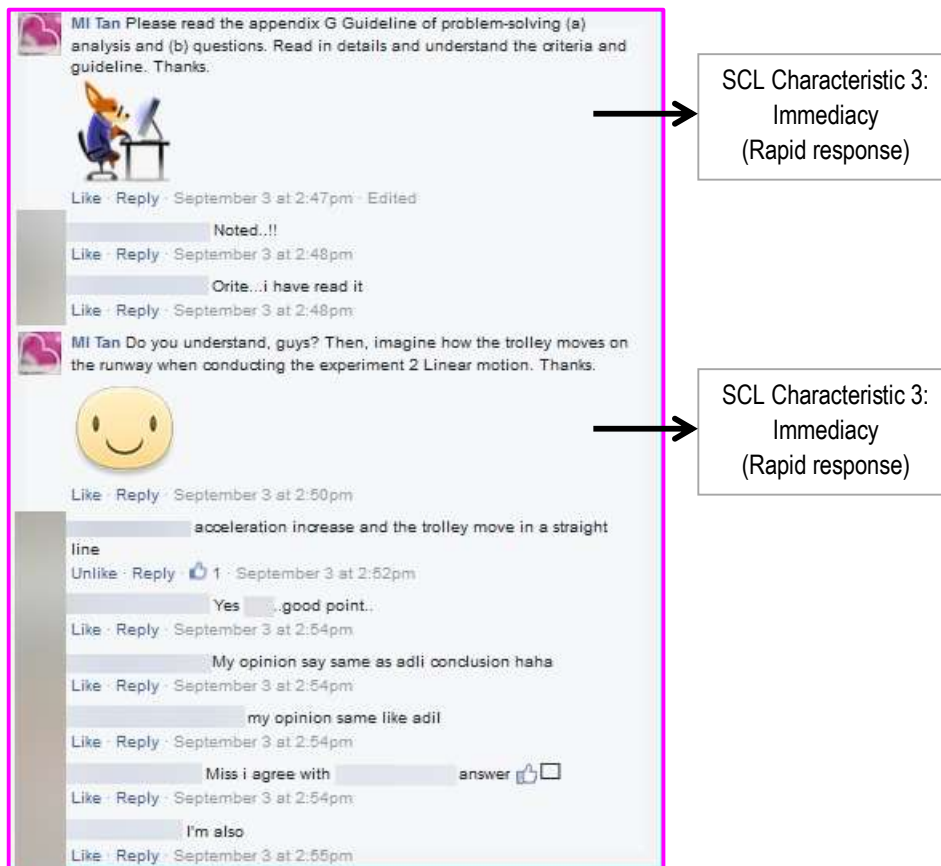 MI Tan Please read the appendix G Guideline of problem-solving (a)
analysis and (b) questions. Read in details and understand the criteria and
guideline. Thanks.
SCL Characteristic 3:
Immediacy
(Rapid response)
Like · Reply · September 3 at 2:47pm · Edited
Noted..!!
Like · Reply · September 3 at 2:48pm
Orite...i have read it
Like · Reply · September 3 at 2:48pm
MI Tan Do you understand, guys? Then, imagine how the trolley moves on
the runway when conducting the experiment 2 Linear motion. Thanks.
SCL Characteristic 3:
Immediacy
(Rapid response)
Like · Reply · September 3 at 2:50pm
acceleration increase and the trolley move in a straight
line
Unlike · Reply · 1 · September 3 at 2:52pm
Yes ..good point..
Like · Reply · September 3 at 2:54pm
My opinion say same as adli conclusion haha
Like · Reply · September 3 at 2:54pm
my opinion same like adil
Like · Reply · September 3 at 2:54pm
Miss i agree with answer
Like · Reply · September 3 at 2:54pm
I'm also
Like · Reply · September 3 at 2:55pm